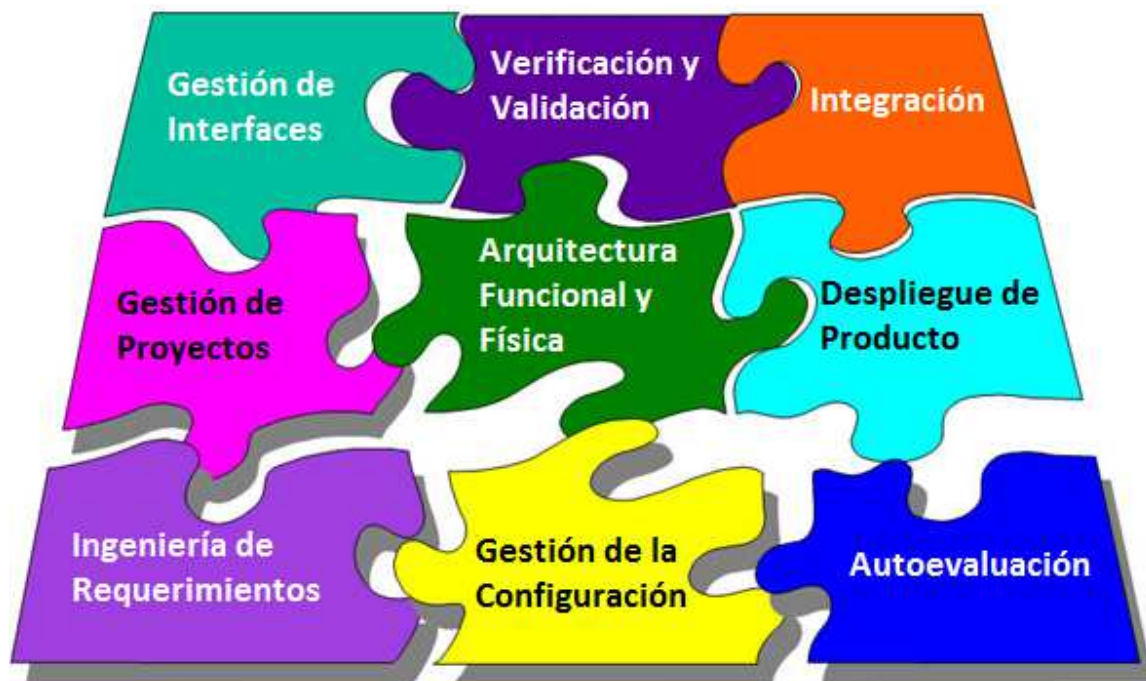 Gestión de
Interfaces
Verificación y
Validación
Integración
Gestión de
Proyectos
Arquitectura
Funcional y
Física
Despliegue de
Producto
Ingeniería de
Requerimientos
Gestión de la
Configuración
Autoevaluación